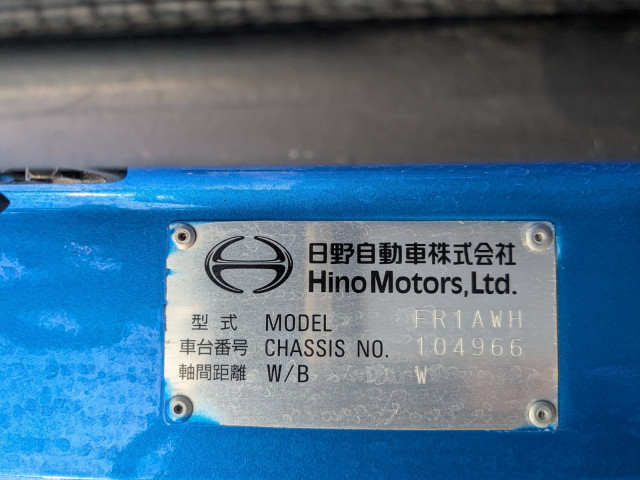 日野自動車株式会社
Hino Motors, Ltd.
型式 MODEL FR1AWH
車台番号 CHASSIS NO. 104966
軸間距離 W/B W